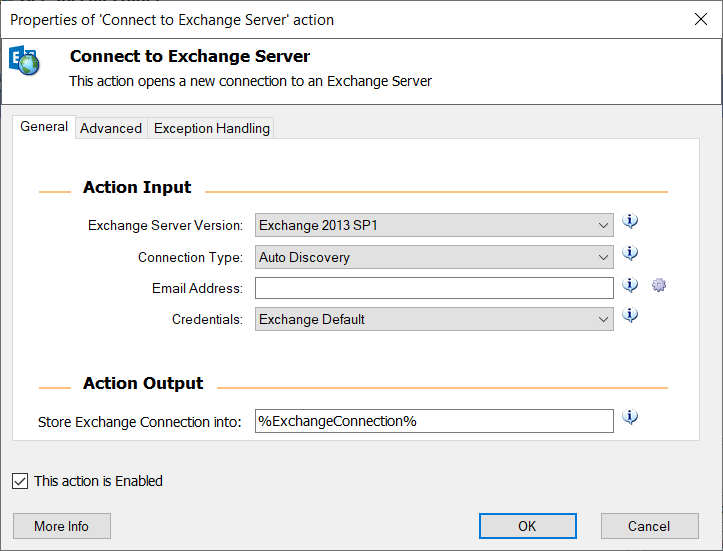 Properties of 'Connect to Exchange Server' action
Connect to Exchange Server
This action opens a new connection to an Exchange Server
General Advanced Exception Handling
Action Input
Exchange Server Version: Exchange 2013 SP1
Connection Type: Auto Discovery
Email Address:
Credentials: Exchange Default
Action Output
Store Exchange Connection into: %ExchangeConnection%
This action is Enabled
More Info OK Cancel